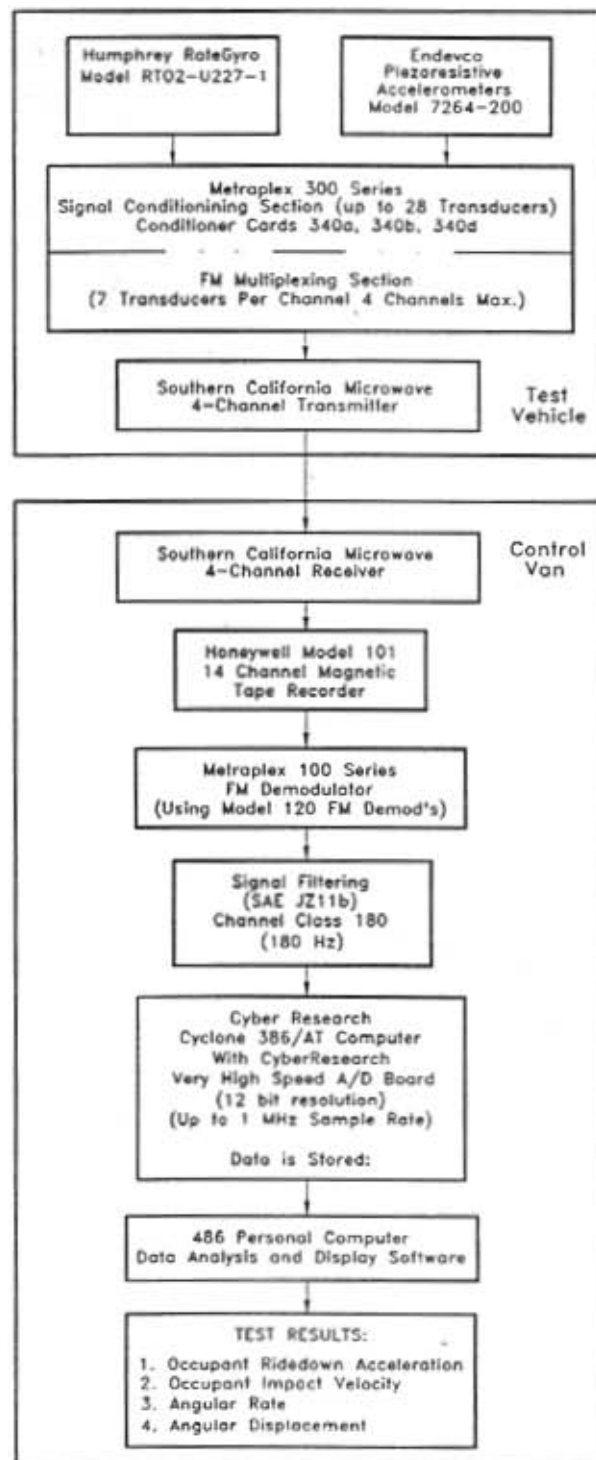 Humphrey RateGyro
Model RT02-U227-1
Endevco
Piezoresistive
Accelerometers
Model 7264-200
Metraplex 300 Series
Signal Conditionining Section (up to 28 Transducers)
Conditioner Cards 340a, 340b, 340d
FM Multiplexing Section
(7 Transducers Per Channel 4 Channels Max.)
Southern California Microwave
4-Channel Transmitter
Test
Vehicle
Southern California Microwave
4-Channel Receiver
Control
Van
Honeywell Model 101
14 Channel Magnetic
Tape Recorder
Metraplex 100 Series
FM Demodulator
(Using Model 120 FM Demod's)
Signal Filtering
(SAE JZ11b)
Channel Class 180
(180 Hz)
Cyber Research
Cyclone 386/AT Computer
With CyberResearch
Very High Speed A/D Board
(12 bit resolution)
(Up to 1 MHz Sample Rate)
Data is Stored:
486 Personal Computer
Data Analysis and Display Software
TEST RESULTS:
1. Occupant Ridedown Acceleration
2. Occupant Impact Velocity
3. Angular Rate
4. Angular Displacement